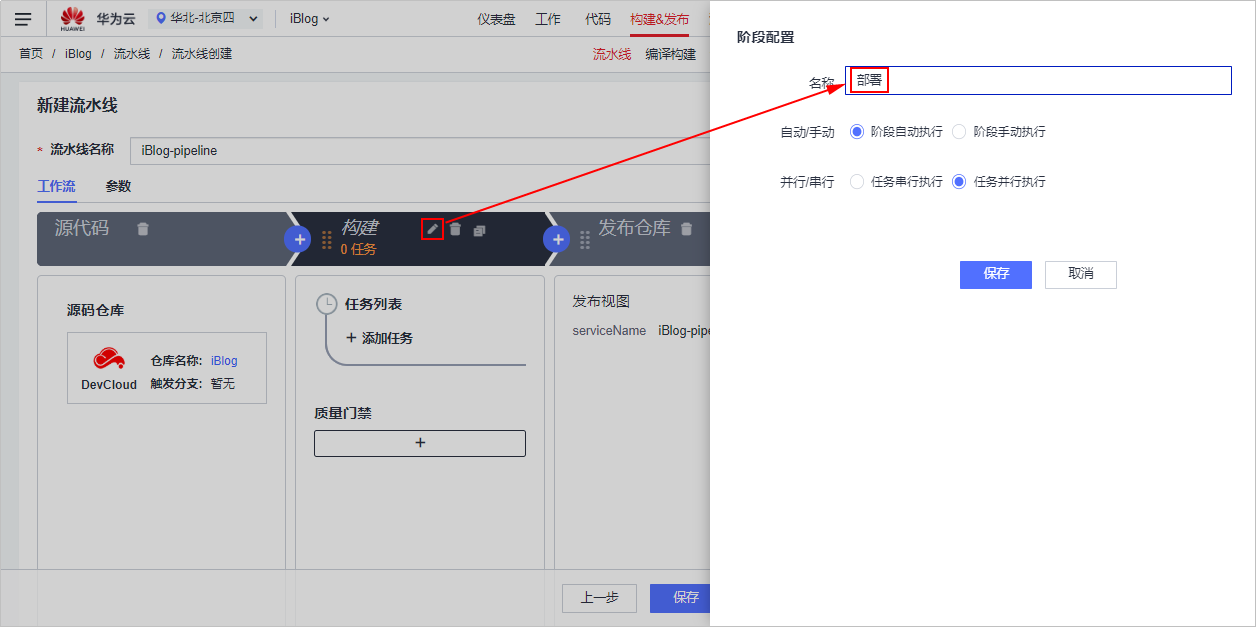 HUAWEI 华为云 华北-北京四 iBlog 仪表盘 工作 代码 构建&发布
首页 / iBlog / 流水线 / 流水线创建 流水线 编译构建
新建流水线
* 流水线名称 iBlog-pipeline
工作流 参数
源代码 构建 发布仓库
0 任务
源码仓库
DevCloud
仓库名称: iBlog
触发分支: 暂无
任务列表
+ 添加任务
质量门禁
+
发布视图
serviceName iBlog-pipe
上一步 保存
阶段配置
名称 部署
自动/手动 阶段自动执行 阶段手动执行
并行/串行 任务串行执行 任务并行执行
保存 取消